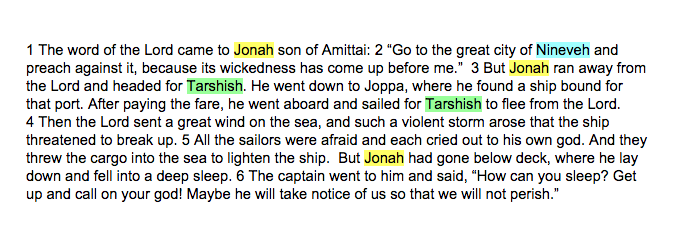 1 The word of the Lord came to Jonah son of Amittai: 2 “Go to the great city of Nineveh and
preach against it, because its wickedness has come up before me.”  3 But Jonah ran away from
the Lord and headed for Tarshish. He went down to Joppa, where he found a ship bound for
that port. After paying the fare, he went aboard and sailed for Tarshish to flee from the Lord.
4 Then the Lord sent a great wind on the sea, and such a violent storm arose that the ship
threatened to break up. 5 All the sailors were afraid and each cried out to his own god. And they
threw the cargo into the sea to lighten the ship.  But Jonah had gone below deck, where he lay
down and fell into a deep sleep. 6 The captain went to him and said, “How can you sleep? Get
up and call on your god! Maybe he will take notice of us so that we will not perish.”